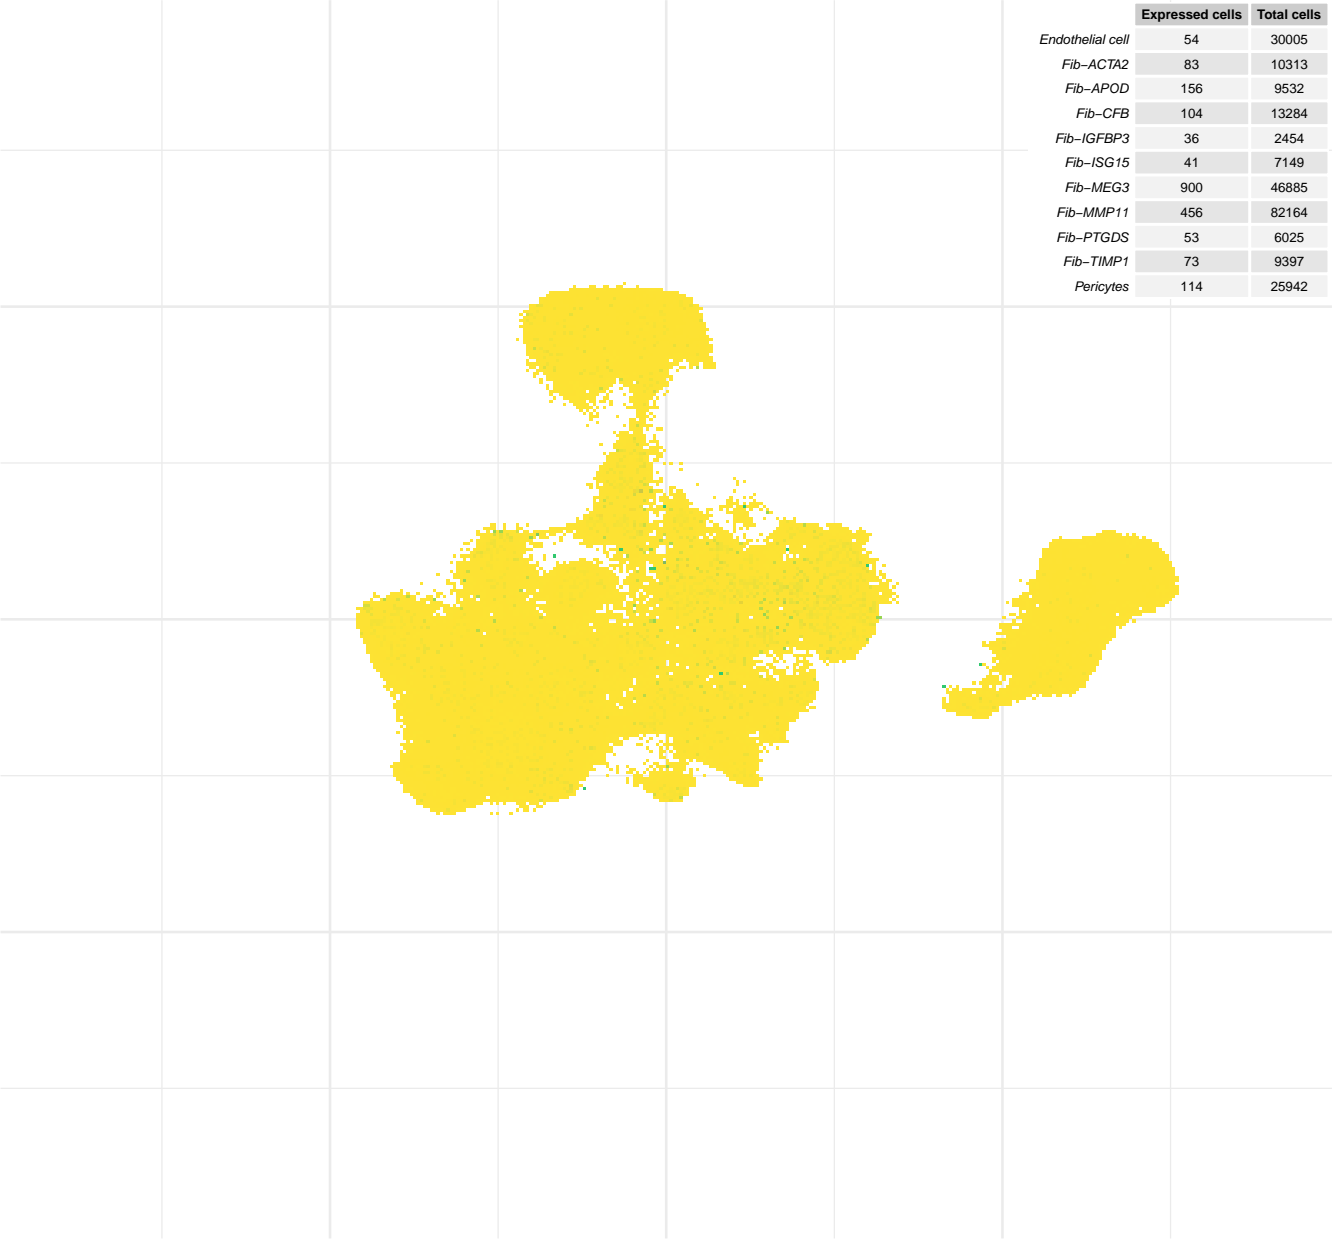 Expressed cells Total cells
Endothelial cell 54 30005
Fib−ACTA2 83 10313
Fib−APOD 156 9532
Fib−CFB 104 13284
Fib−IGFBP3 36 2454
Fib−ISG15 41 7149
Fib−MEG3 900 46885
Fib−MMP11 456 82164
Fib−PTGDS 53 6025
Fib−TIMP1 73 9397
Pericytes 114 25942